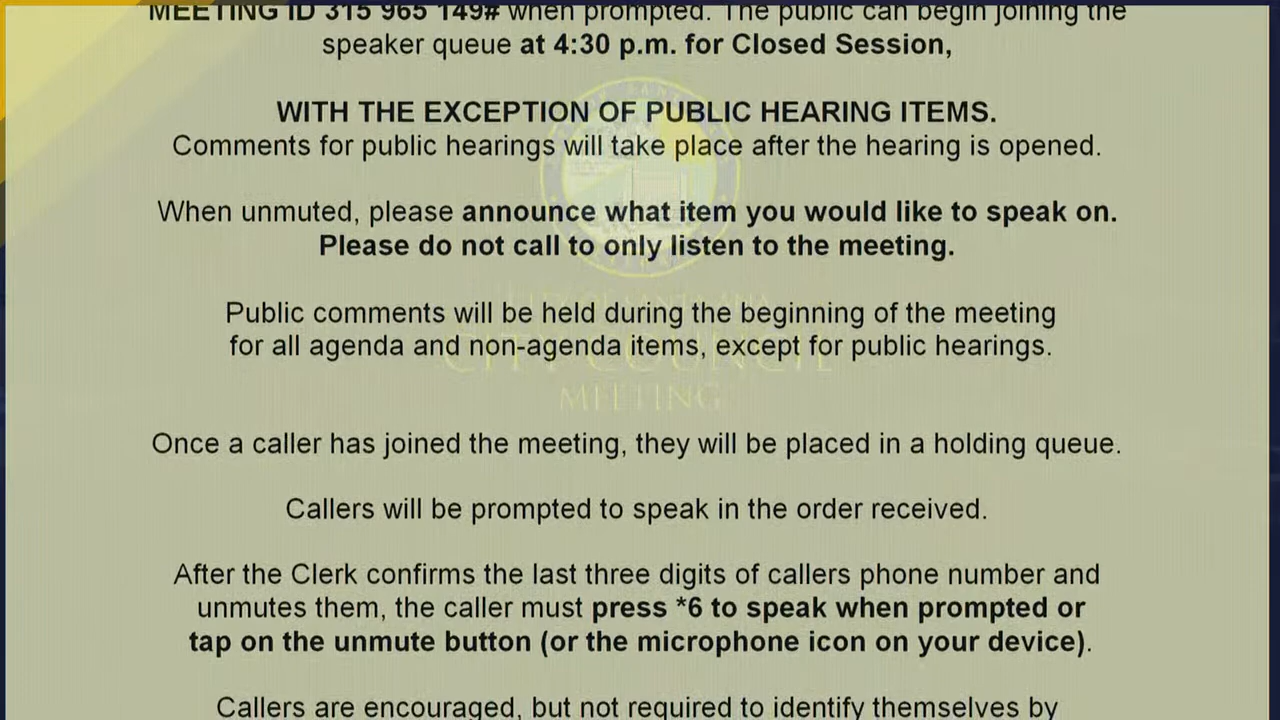 MEETING ID 315 965 149# when prompted. The public can begin joining the
speaker queue at 4:30 p.m. for Closed Session,
WITH THE EXCEPTION OF PUBLIC HEARING ITEMS.
Comments for public hearings will take place after the hearing is opened.
When unmuted, please announce what item you would like to speak on.
Please do not call to only listen to the meeting.
Public comments will be held during the beginning of the meeting
for all agenda and non-agenda items, except for public hearings.
CITY COUNCIL
MEETING
Once a caller has joined the meeting, they will be placed in a holding queue.
Callers will be prompted to speak in the order received.
After the Clerk confirms the last three digits of callers phone number and
unmutes them, the caller must press *6 to speak when prompted or
tap on the unmute button (or the microphone icon on your device).
Callers are encouraged, but not required to identify themselves by